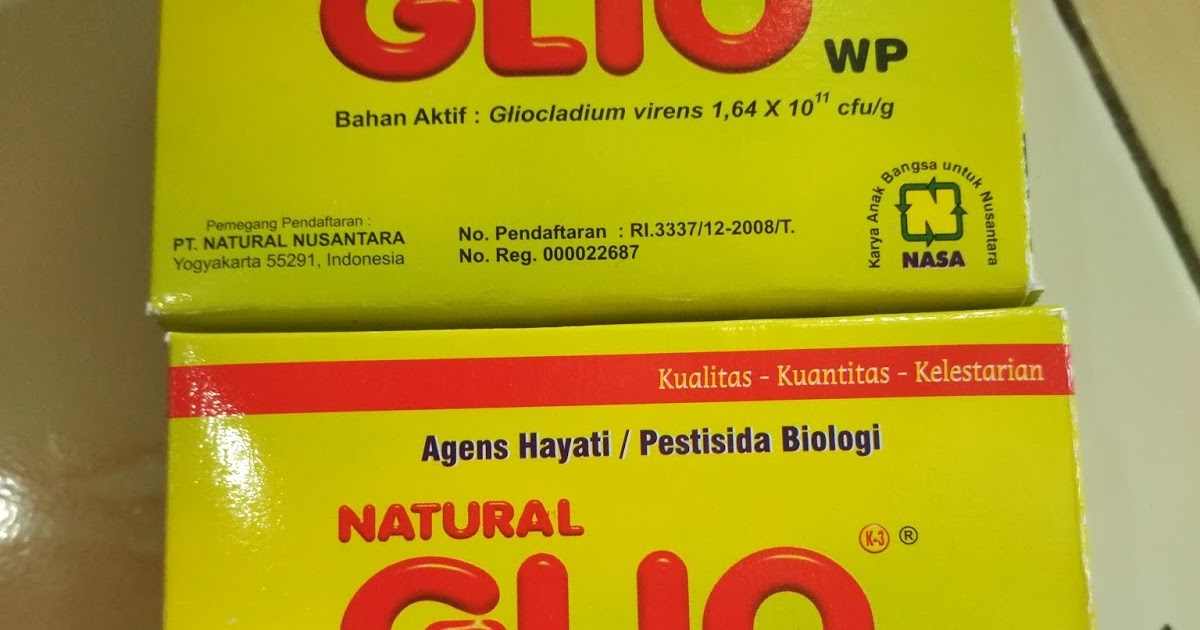 GLIO WP
Bahan Aktif : Gliocladium virens 1,64 X 10¹¹ cfu/g
Pemegang Pendaftaran :
PT. NATURAL NUSANTARA
Yogyakarta 55291, Indonesia
No. Pendaftaran : RI.3337/12-2008/T.
No. Reg. 000022687
Karya Anak Bangsa untuk Nusantara
N
NASA
Kualitas - Kuantitas - Kelestarian
Agens Hayati / Pestisida Biologi
NATURAL
K-3 ®
GLIO